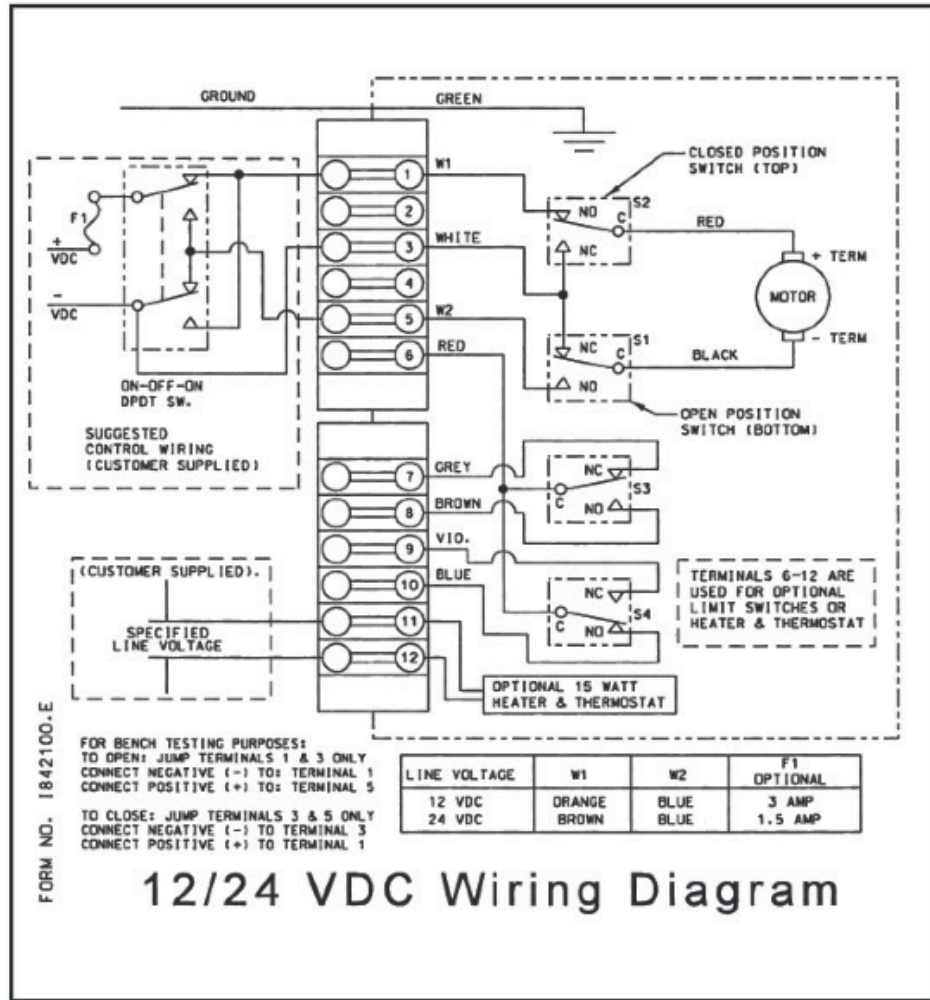 GROUND
GREEN
W1
CLOSED POSITION
SWITCH (TOP)
1
NO
S2
C
RED
F1
2
+
VDC
3
WHITE
NC
+ TERM
4
MOTOR
-
VDC
W2
5
NC
S1
C
BLACK
- TERM
RED
6
NO
ON-OFF-ON
DPDT SW.
OPEN POSITION
SWITCH (BOTTOM)
SUGGESTED
CONTROL WIRING
(CUSTOMER SUPPLIED)
7
GREY
NC
S3
C
NO
8
BROWN
9
VIO.
(CUSTOMER SUPPLIED).
10
BLUE
NC
S4
C
NO
TERMINALS 6-12 ARE
USED FOR OPTIONAL
LIMIT SWITCHES OR
HEATER & THERMOSTAT
SPECIFIED
LINE VOLTAGE
11
12
OPTIONAL 15 WATT
HEATER & THERMOSTAT
FORM NO. I842100.E
FOR BENCH TESTING PURPOSES:
TO OPEN: JUMP TERMINALS 1 & 3 ONLY
CONNECT NEGATIVE (-) TO: TERMINAL 1
CONNECT POSITIVE (+) TO: TERMINAL 5
TO CLOSE: JUMP TERMINALS 3 & 5 ONLY
CONNECT NEGATIVE (-) TO TERMINAL 3
CONNECT POSITIVE (+) TO TERMINAL 1
LINE VOLTAGE W1 W2 F1 OPTIONAL
12 VDC ORANGE BLUE 3 AMP
24 VDC BROWN BLUE 1.5 AMP
12/24 VDC Wiring Diagram